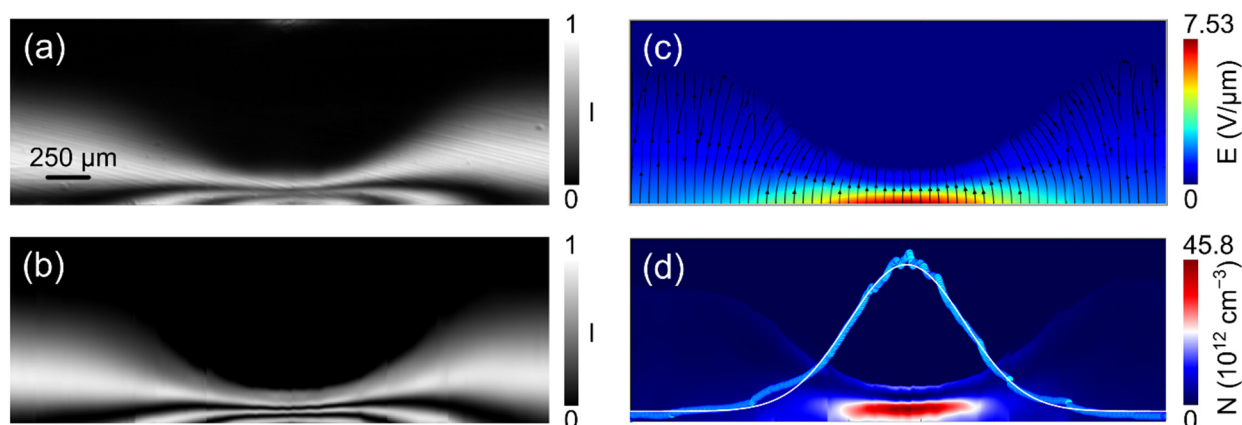 (a)
250 µm
1
I
0
(b)
1
I
0
(c)
7.53
E (V/µm)
0
(d)
45.8
N (10¹² cm⁻³)
0